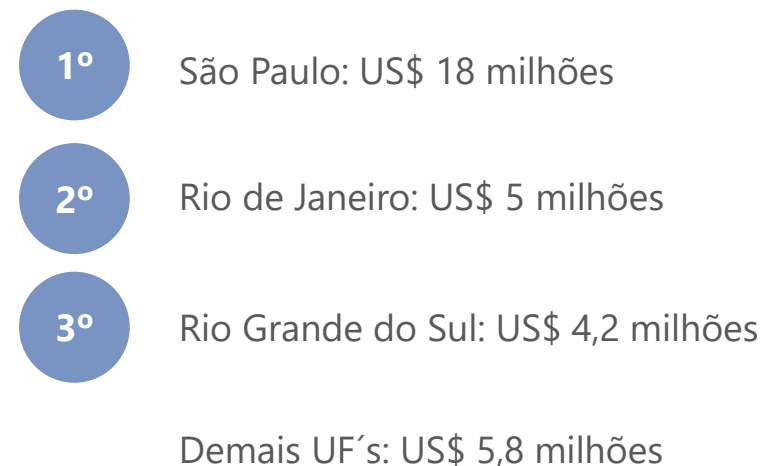 1º
São Paulo: US$ 18 milhões
2º
Rio de Janeiro: US$ 5 milhões
3º
Rio Grande do Sul: US$ 4,2 milhões
Demais UF´s: US$ 5,8 milhões